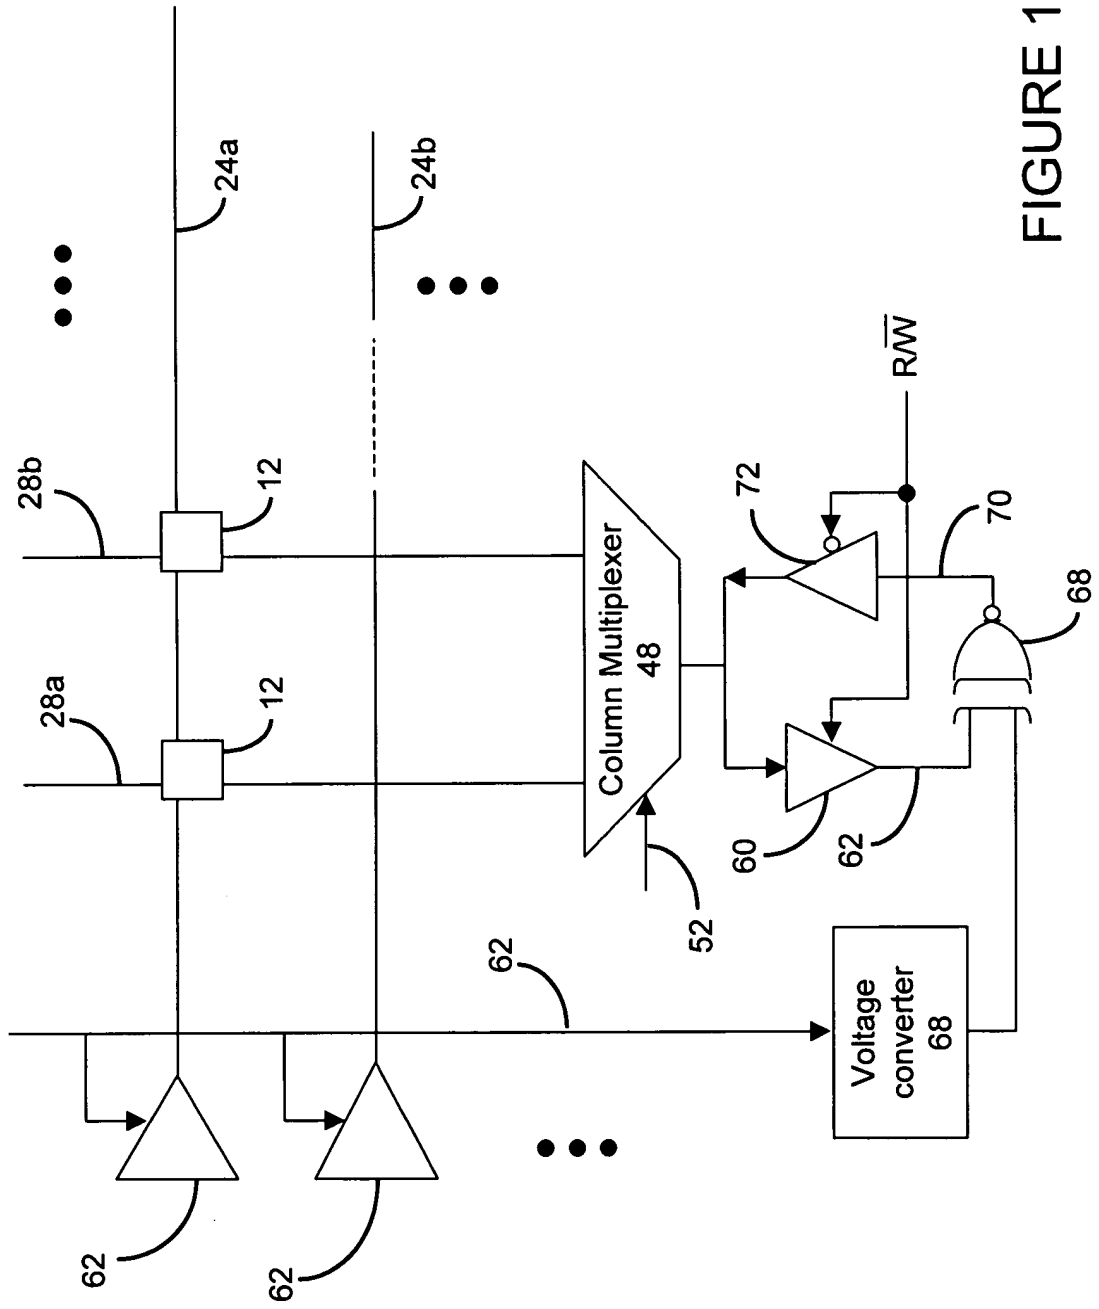 24a
24b
28b
12
28a
12
Column Multiplexer
48
R/W̅
72
70
68
60
62
52
62
Voltage
converter
68
62
62
FIGURE 1